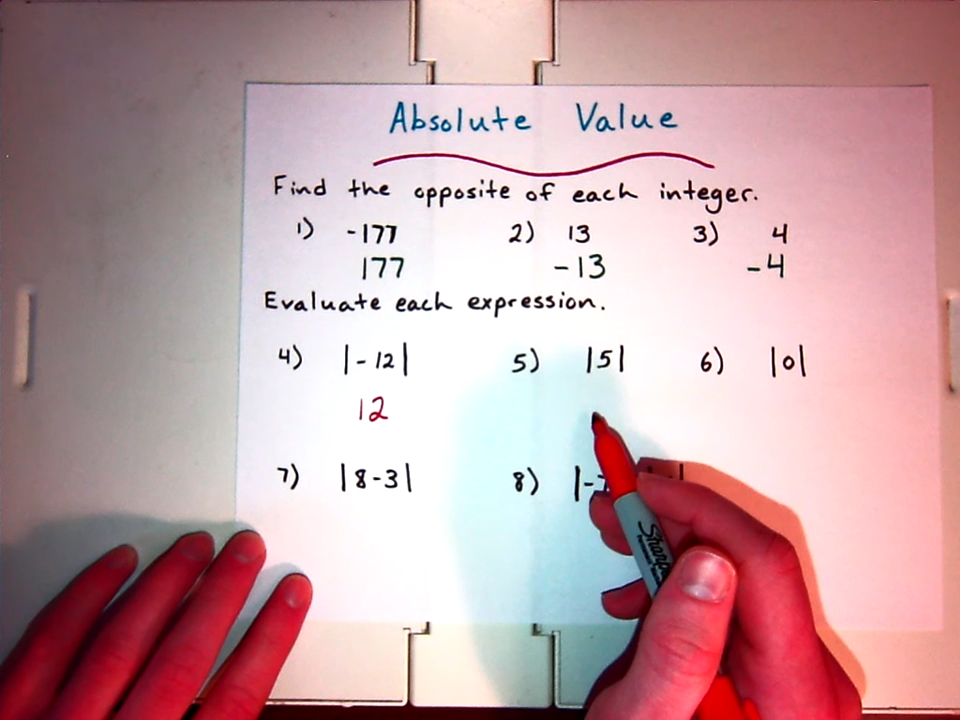 Absolute Value
Find the opposite of each integer.
1) -177 2) 13 3) 4
177 -13 -4
Evaluate each expression.
4) |-12| 5) |5| 6) |0|
12
7) |8-3| 8) |-7
Sharpie